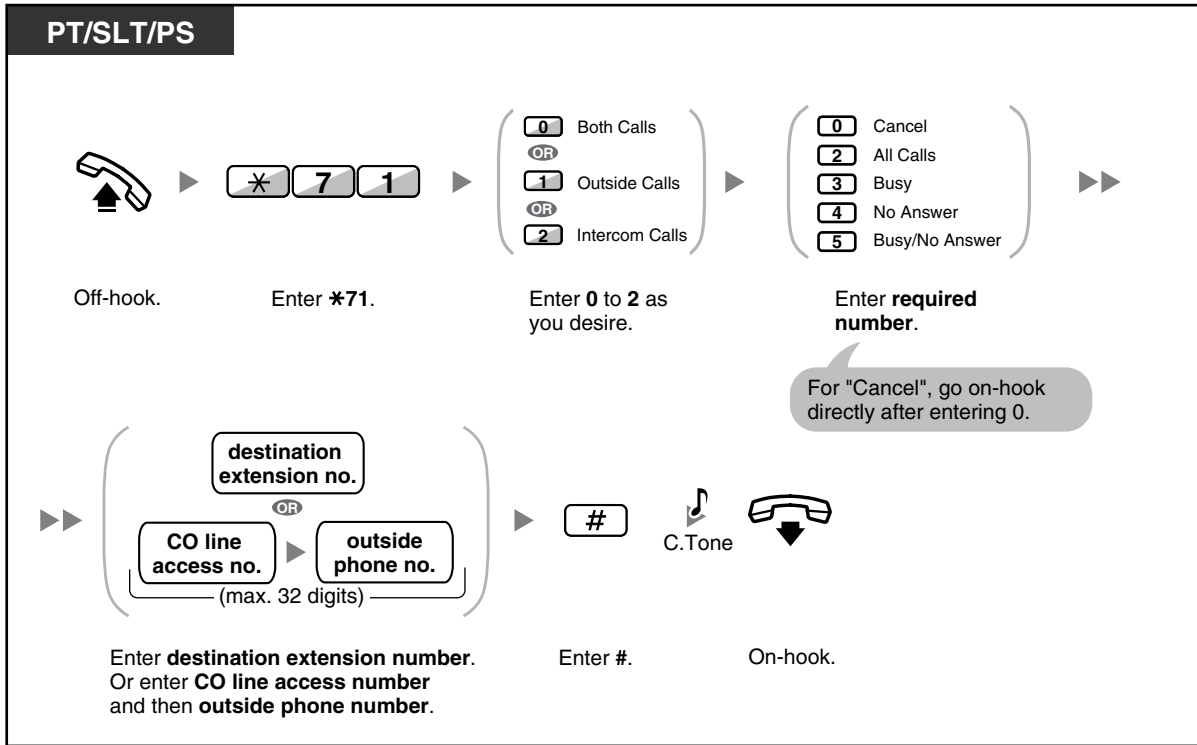 PT/SLT/PS
0 Both Calls
OR
1 Outside Calls
OR
2 Intercom Calls
0 Cancel
2 All Calls
3 Busy
4 No Answer
5 Busy/No Answer
* 7 1
Off-hook.
Enter *71.
Enter 0 to 2 as
you desire.
Enter required
number.
For "Cancel", go on-hook
directly after entering 0.
destination
extension no.
OR
CO line
access no.
outside
phone no.
(max. 32 digits)
#
C.Tone
Enter destination extension number.
Or enter CO line access number
and then outside phone number.
Enter #.
On-hook.